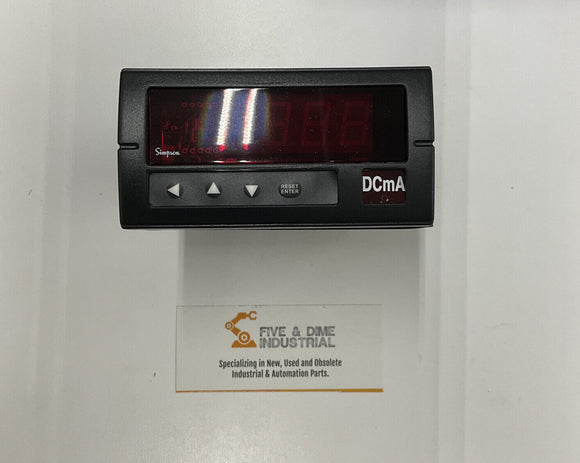 Simpson
RESET
ENTER
DCmA
FIVE & DIME
INDUSTRIAL
Specializing in New, Used and Obsolete
Industrial & Automation Parts.